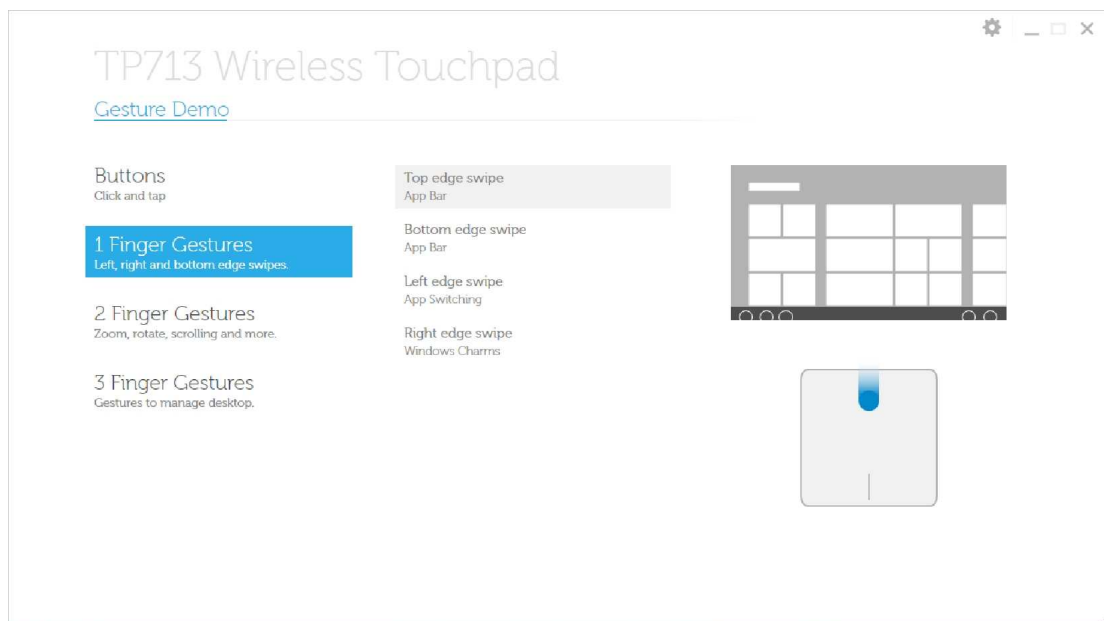 TP713 Wireless Touchpad
Gesture Demo
Buttons
Click and tap
1 Finger Gestures
Left, right and bottom edge swipes.
2 Finger Gestures
Zoom, rotate, scrolling and more.
3 Finger Gestures
Gestures to manage desktop.
Top edge swipe
App Bar
Bottom edge swipe
App Bar
Left edge swipe
App Switching
Right edge swipe
Windows Charms